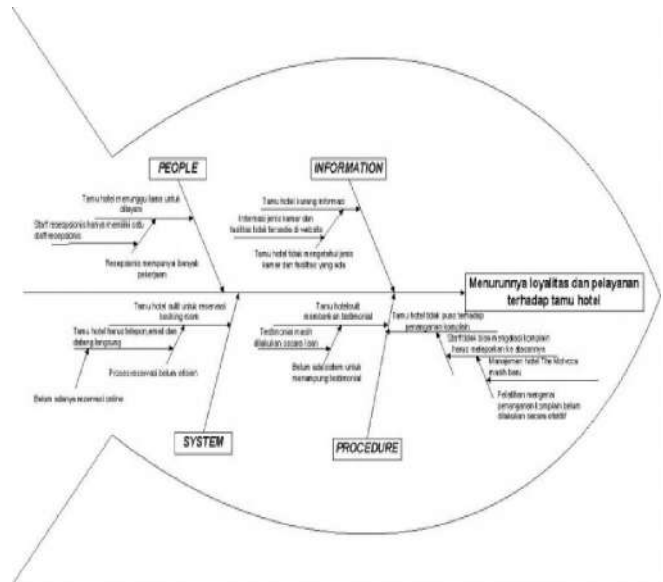 PEOPLE
INFORMATION
Tamu hotel menunggu lama untuk
dilayani
Staff resepsionis hanya memiliki satu
staff resepsionis
Resepsionis mempunyai banyak
pekerjaan
Tamu hotel kurang informasi
Informasi jenis kamar dan
fasilitas tidak tersedia di website
Tamu hotel tidak mengetahui jenis
kamar dan fasilitas yang ada
Menurunnya loyalitas dan pelayanan
terhadap tamu hotel
Tamu hotel sulit untuk reservasi
booking room
Tamu hotel harus telepon,email dan
datang langsung
Proses reservasi belum efisien
Belum adanya reservasi online
Tamu hotel sulit
memberikan testimonial
Testimonial masih
dilakukan secara lisan
Belum ada sistem untuk
menampung testimonial
Tamu hotel tidak puas terhadap
penanganan komplain
Staff tidak bisa mengatasi komplain
harus melaporkan ke atasannya
Manajemen hotel The
masih baru
Pelatihan mengenai
penanganan komplain belum
dilakukan secara efektif
SYSTEM
PROCEDURE